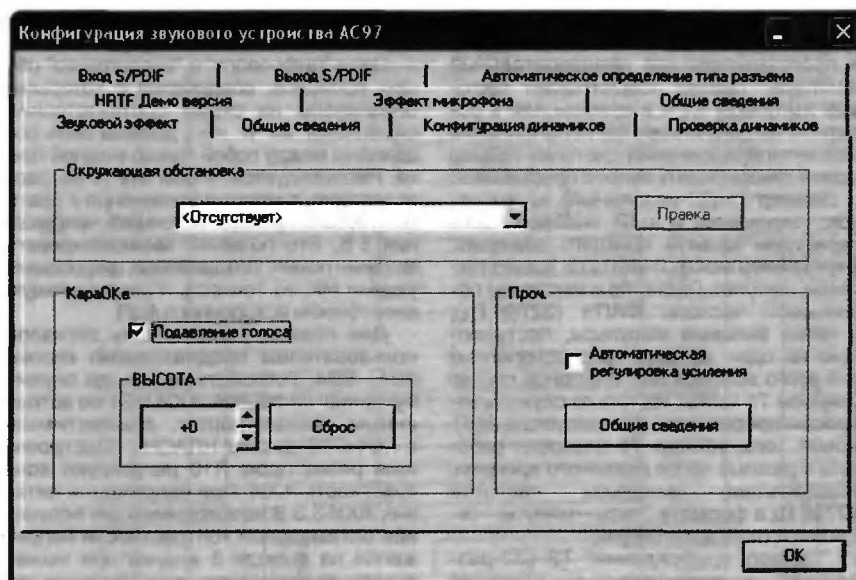 Конфигурация звукового устройства AC97
Вход S/PDIF Выход S/PDIF Автоматическое определение типа разъема
HRTF Демо версия Эффект микрофона Общие сведения
Звуковой эффект Общие сведения Конфигурация динамиков Проверка динамиков
Окружающая обстановка
<Отсутствует> Правка
КараОКе Проч.
Подавление голоса
Автоматическая
регулировка усиления
ВЫСОТА
+0 Сброс Общие сведения
OK